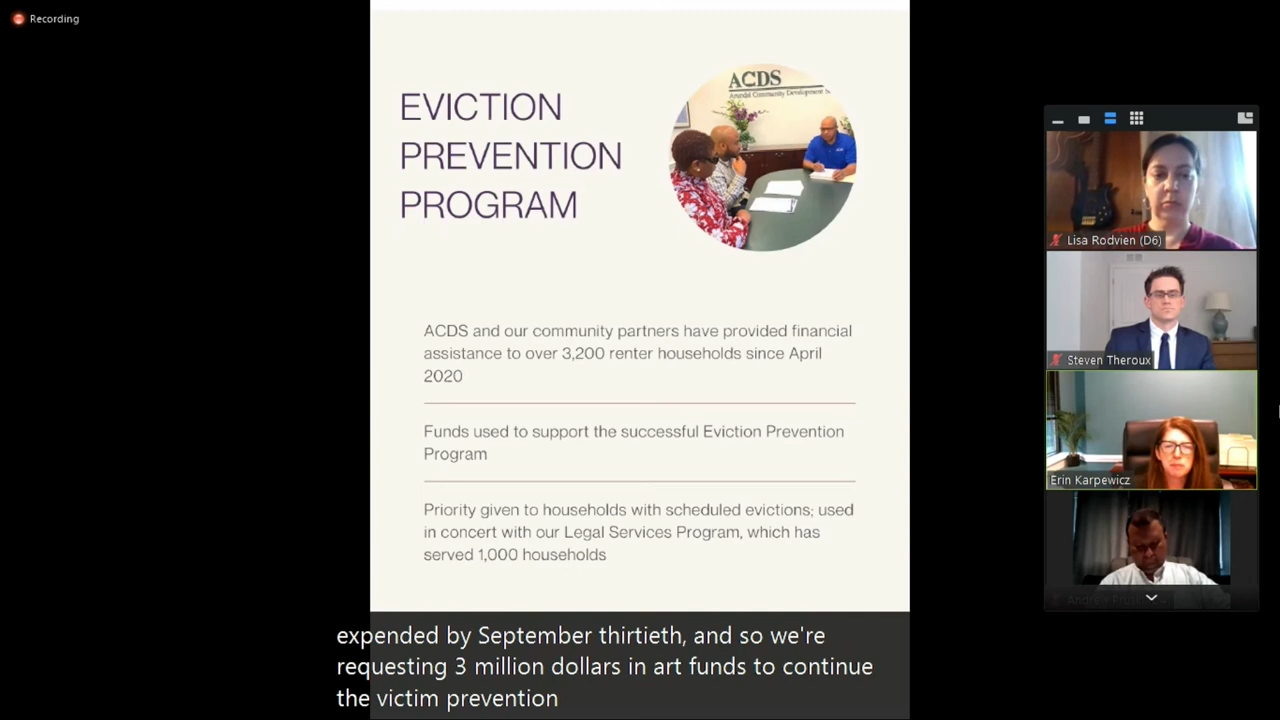 Recording
EVICTION
PREVENTION
PROGRAM
ACDS
Arundel Community Development
ACDS and our community partners have provided financial
assistance to over 3,200 renter households since April
2020
Funds used to support the successful Eviction Prevention
Program
Priority given to households with scheduled evictions; used
in concert with our Legal Services Program, which has
served 1,000 households
expended by September thirtieth, and so we're
requesting 3 million dollars in art funds to continue
the victim prevention
Lisa Rodvien (D6)
Steven Theroux
Erin Karpewicz